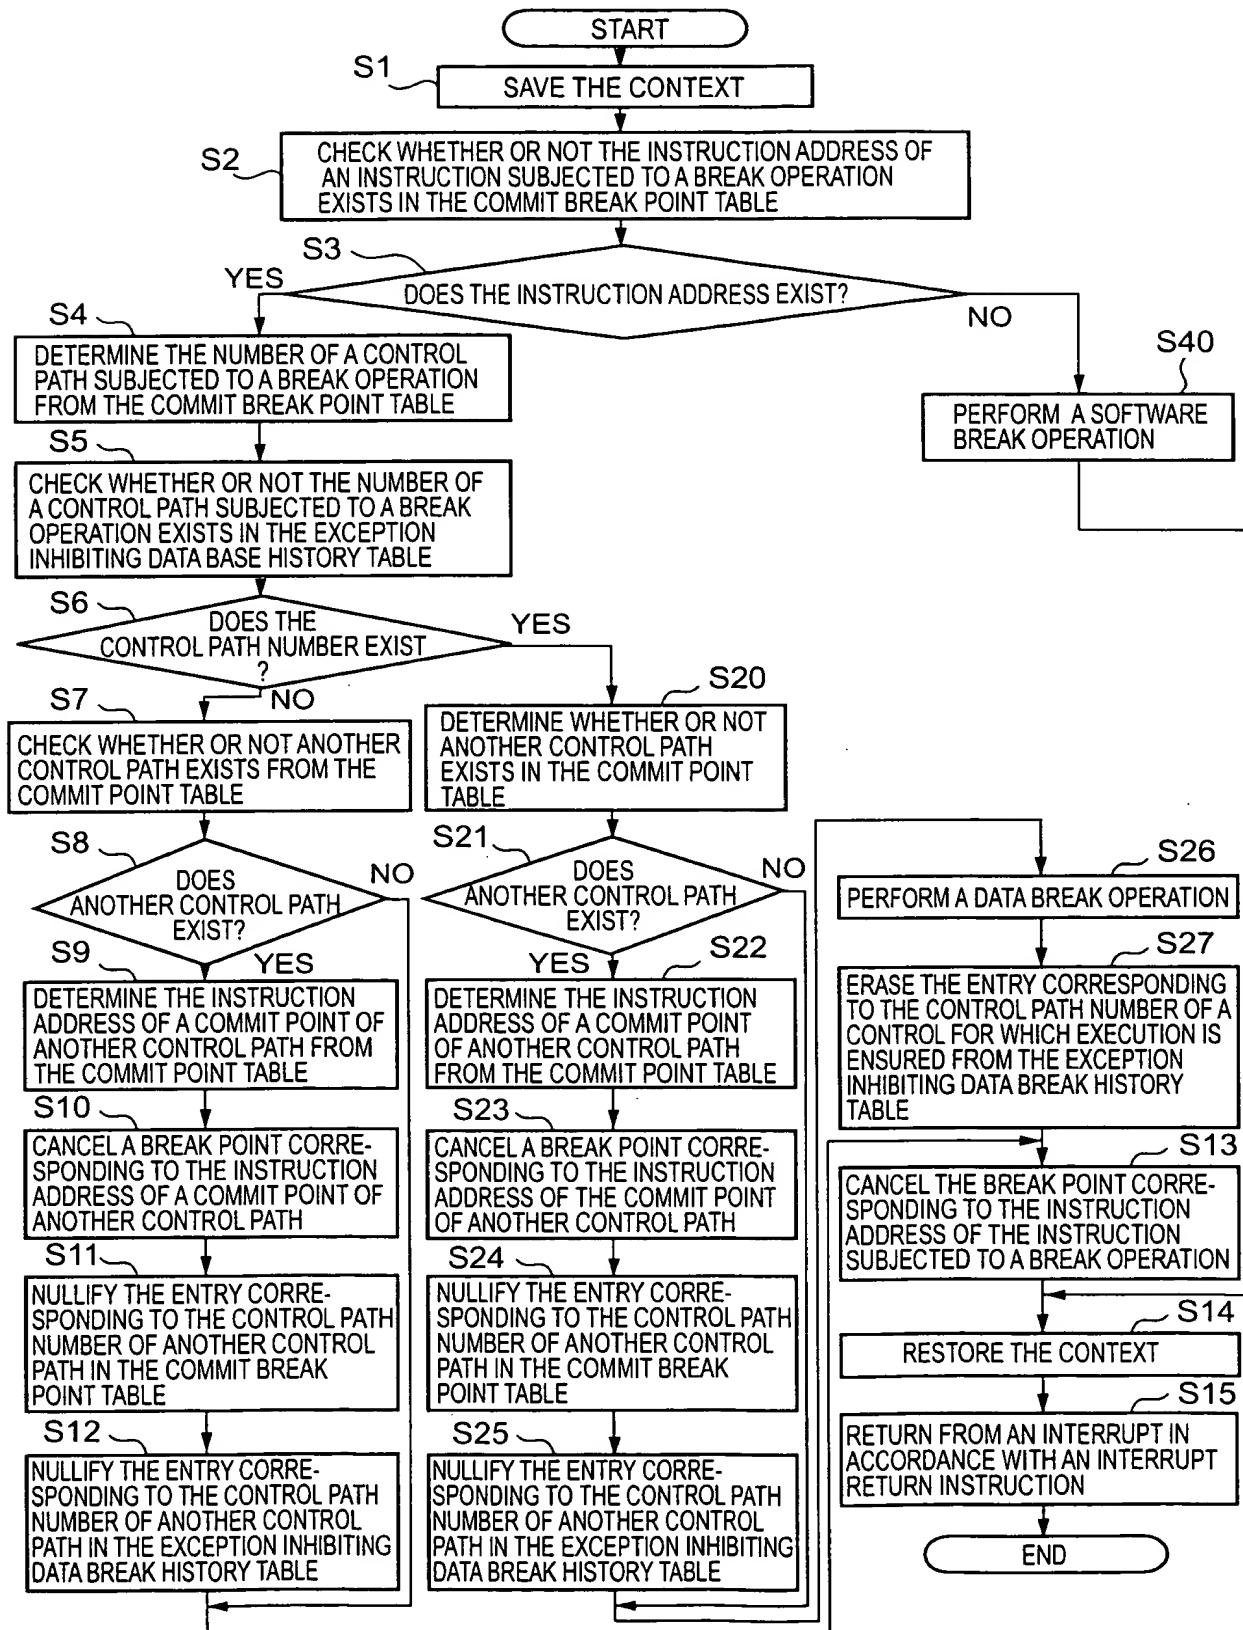 START
S1
SAVE THE CONTEXT
S2
CHECK WHETHER OR NOT THE INSTRUCTION ADDRESS OF
AN INSTRUCTION SUBJECTED TO A BREAK OPERATION
EXISTS IN THE COMMIT BREAK POINT TABLE
S3
DOES THE INSTRUCTION ADDRESS EXIST?
YES
NO
S4
DETERMINE THE NUMBER OF A CONTROL
PATH SUBJECTED TO A BREAK OPERATION
FROM THE COMMIT BREAK POINT TABLE
S40
PERFORM A SOFTWARE
BREAK OPERATION
S5
CHECK WHETHER OR NOT THE NUMBER OF
A CONTROL PATH SUBJECTED TO A BREAK
OPERATION EXISTS IN THE EXCEPTION
INHIBITING DATA BASE HISTORY TABLE
S6
DOES THE
CONTROL PATH NUMBER EXIST
?
YES
NO
S7
CHECK WHETHER OR NOT ANOTHER
CONTROL PATH EXISTS FROM THE
COMMIT POINT TABLE
S8
DOES
ANOTHER CONTROL PATH
EXIST?
NO
YES
S9
DETERMINE THE INSTRUCTION
ADDRESS OF A COMMIT POINT OF
ANOTHER CONTROL PATH FROM
THE COMMIT POINT TABLE
S10
CANCEL A BREAK POINT CORRE-
SPONDING TO THE INSTRUCTION
ADDRESS OF A COMMIT POINT OF
ANOTHER CONTROL PATH
S11
NULLIFY THE ENTRY CORRE-
SPONDING TO THE CONTROL PATH
NUMBER OF ANOTHER CONTROL
PATH IN THE COMMIT BREAK
POINT TABLE
S12
NULLIFY THE ENTRY CORRE-
SPONDING TO THE CONTROL PATH
NUMBER OF ANOTHER CONTROL
PATH IN THE EXCEPTION INHIBITING
DATA BREAK HISTORY TABLE
S20
DETERMINE WHETHER OR NOT
ANOTHER CONTROL PATH
EXISTS IN THE COMMIT POINT
TABLE
S21
DOES
ANOTHER CONTROL PATH
EXIST?
NO
YES
S22
DETERMINE THE INSTRUCTION
ADDRESS OF A COMMIT POINT
OF ANOTHER CONTROL PATH
FROM THE COMMIT POINT TABLE
S23
CANCEL A BREAK POINT CORRE-
SPONDING TO THE INSTRUCTION
ADDRESS OF THE COMMIT POINT
OF ANOTHER CONTROL PATH
S24
NULLIFY THE ENTRY CORRE-
SPONDING TO THE CONTROL PATH
NUMBER OF ANOTHER CONTROL
PATH IN THE COMMIT BREAK
POINT TABLE
S25
NULLIFY THE ENTRY CORRE-
SPONDING TO THE CONTROL PATH
NUMBER OF ANOTHER CONTROL
PATH IN THE EXCEPTION INHIBITING
DATA BREAK HISTORY TABLE
S26
PERFORM A DATA BREAK OPERATION
S27
ERASE THE ENTRY CORRESPONDING
TO THE CONTROL PATH NUMBER OF A
CONTROL FOR WHICH EXECUTION IS
ENSURED FROM THE EXCEPTION
INHIBITING DATA BREAK HISTORY
TABLE
S13
CANCEL THE BREAK POINT CORRE-
SPONDING TO THE INSTRUCTION
ADDRESS OF THE INSTRUCTION
SUBJECTED TO A BREAK OPERATION
S14
RESTORE THE CONTEXT
S15
RETURN FROM AN INTERRUPT IN
ACCORDANCE WITH AN INTERRUPT
RETURN INSTRUCTION
END